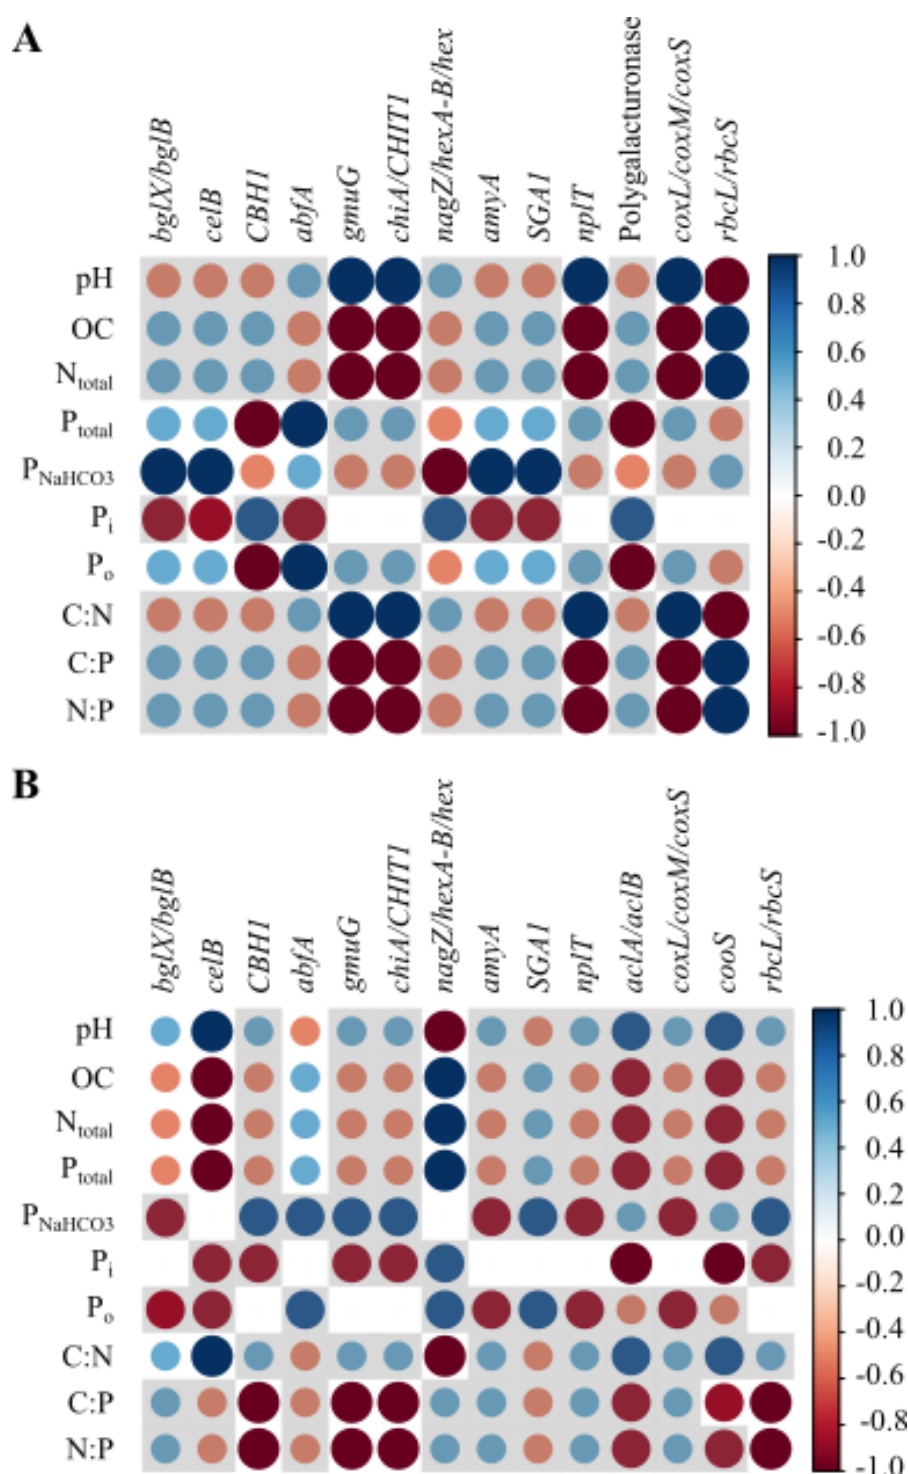 A
bglX/bglB
celB
CBH1
abfA
gmuG
chiA/CHIT1
nagZ/hexA-B/hex
amyA
SGA1
nplT
Polygalacturonase
coxL/coxM/coxS
rbcL/rbcS
pH
OC
Ntotal
Ptotal
PNaHCO3
Pi
Po
C:N
C:P
N:P
1.0
0.8
0.6
0.4
0.2
0.0
-0.2
-0.4
-0.6
-0.8
-1.0
B
bglX/bglB
celB
CBH1
abfA
gmuG
chiA/CHIT1
nagZ/hexA-B/hex
amyA
SGA1
nplT
aclA/aclB
coxL/coxM/coxS
cooS
rbcL/rbcS
pH
OC
Ntotal
Ptotal
PNaHCO3
Pi
Po
C:N
C:P
N:P
1.0
0.8
0.6
0.4
0.2
0.0
-0.2
-0.4
-0.6
-0.8
-1.0